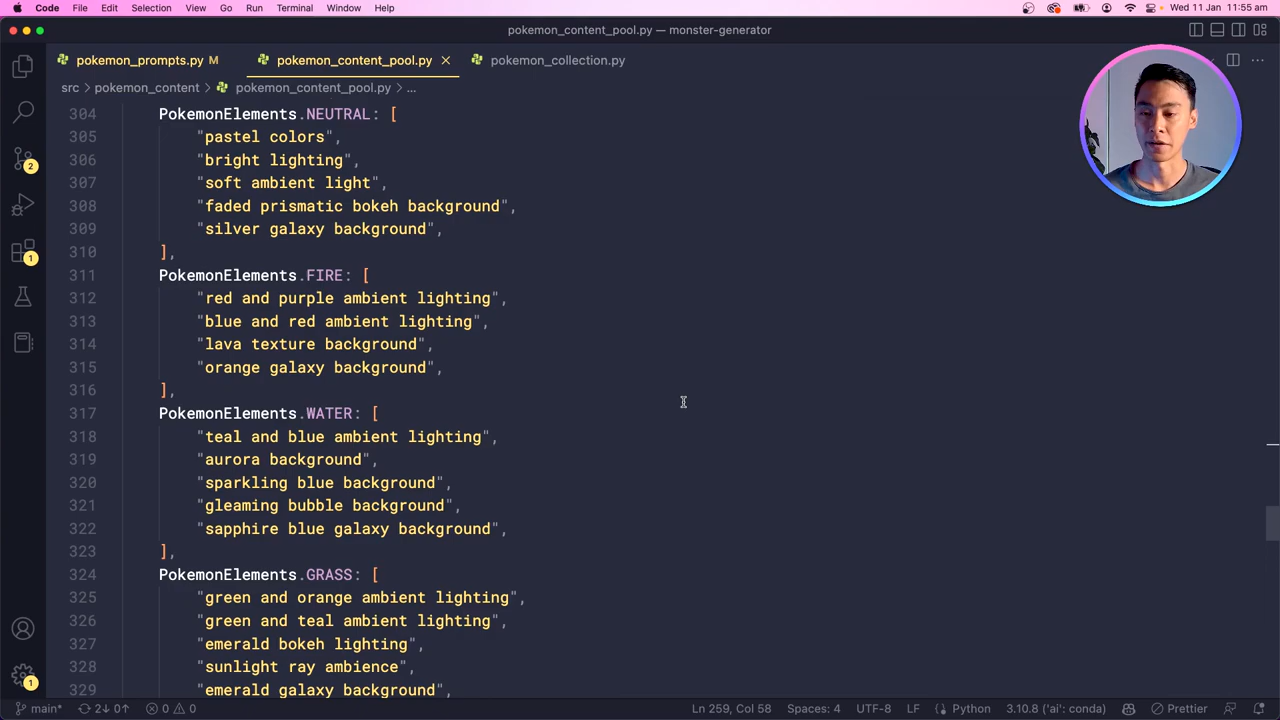 Code File Edit Selection View Go Run Terminal Window Help Wed 11 Jan 11:55 am
pokemon_content_pool.py — monster-generator
pokemon_prompts.py M pokemon_content_pool.py pokemon_collection.py
src > pokemon_content > pokemon_content_pool.py > ...
304 PokemonElements.NEUTRAL: [
305 "pastel colors",
306 "bright lighting",
307 "soft ambient light",
308 "faded prismatic bokeh background",
309 "silver galaxy background",
310 ],
311 PokemonElements.FIRE: [
312 "red and purple ambient lighting",
313 "blue and red ambient lighting",
314 "lava texture background",
315 "orange galaxy background",
316 ],
317 PokemonElements.WATER: [
318 "teal and blue ambient lighting",
319 "aurora background",
320 "sparkling blue background",
321 "gleaming bubble background",
322 "sapphire blue galaxy background",
323 ],
324 PokemonElements.GRASS: [
325 "green and orange ambient lighting",
326 "green and teal ambient lighting",
327 "emerald bokeh lighting",
328 "sunlight ray ambience",
329 "emerald galaxy background",
2
1
1
main* 2↓ 0↑ 0 0 Ln 259, Col 58 Spaces: 4 UTF-8 LF Python 3.10.8 ('ai': conda) Prettier